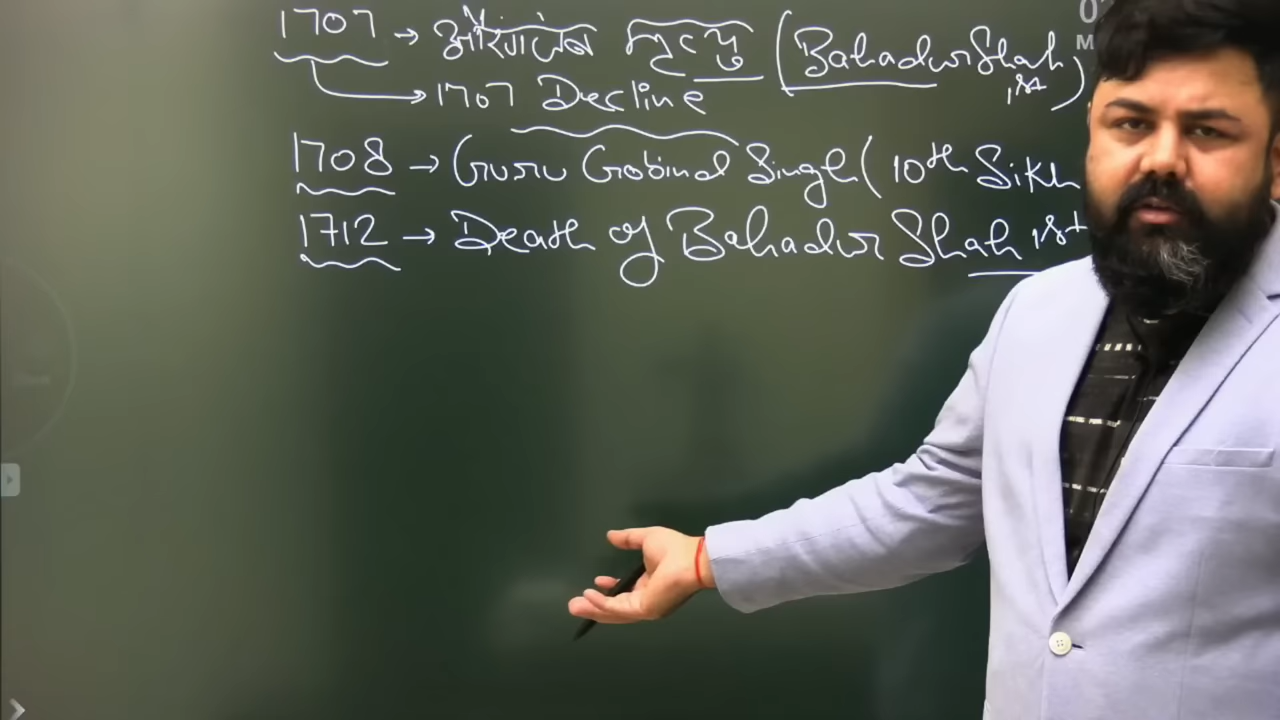 1707 → औरंगजेब मृत्यु (Bahadur Shah 1st)
→ 1707 Decline
1708 → Guru Gobind Singh (10th Sikh
1712 → Death of Bahadur Shah 1st